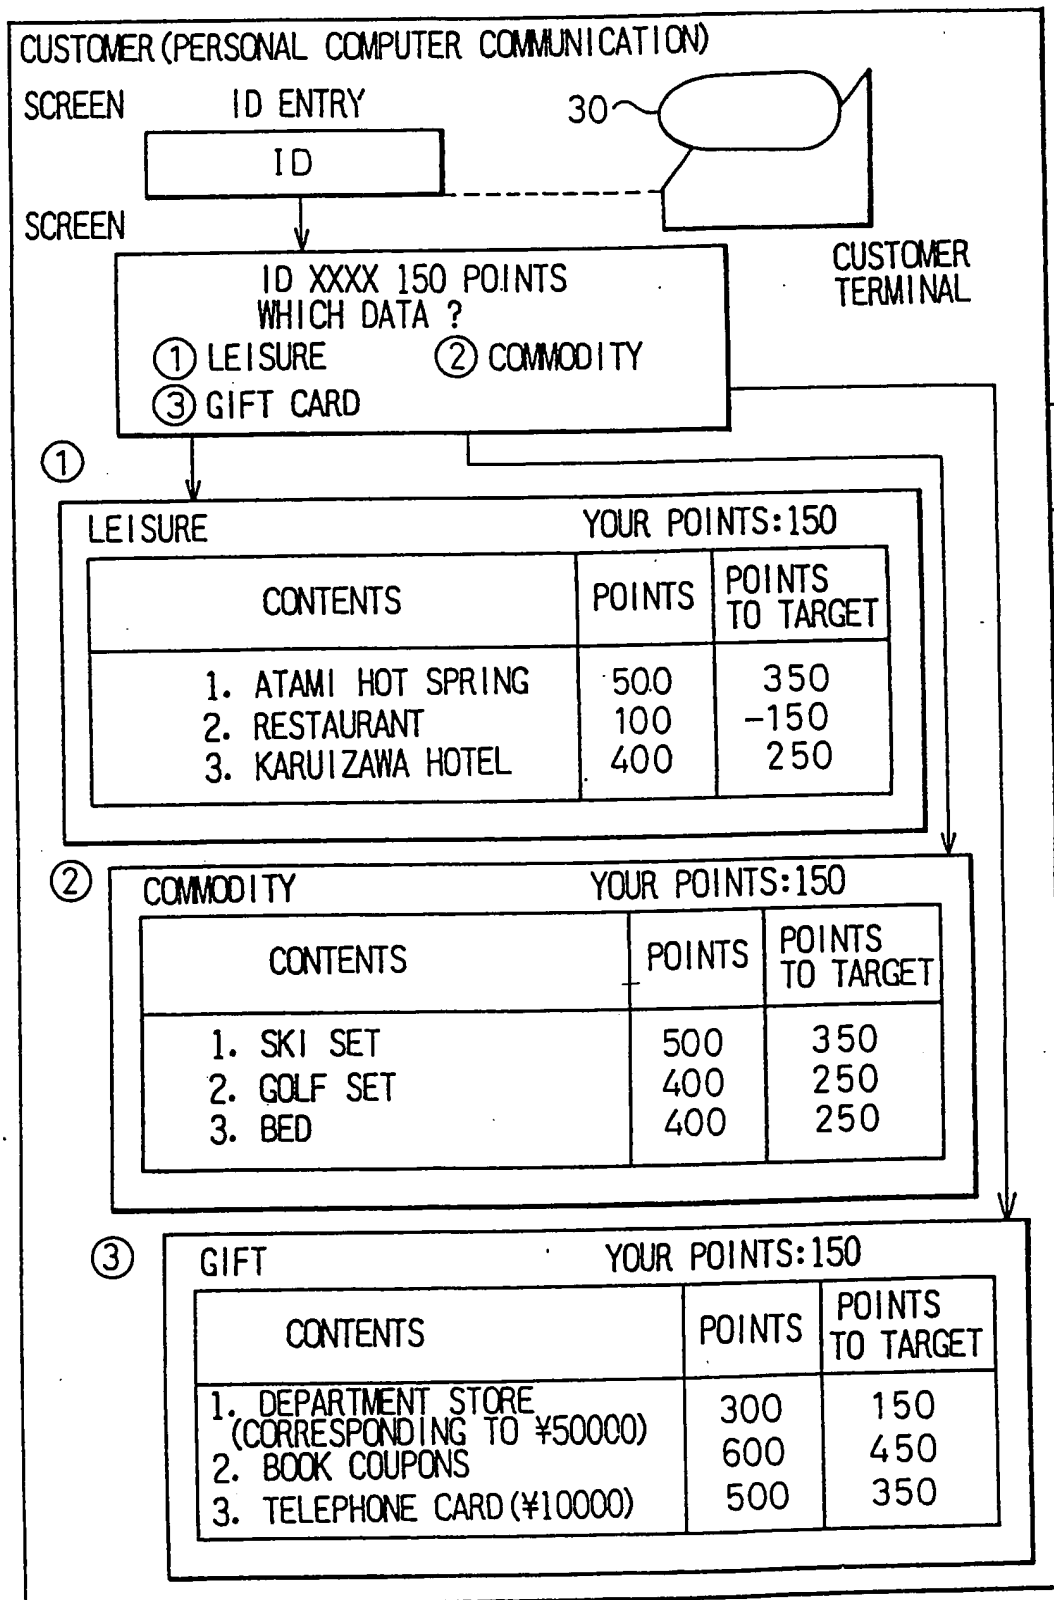 CUSTOMER(PERSONAL COMPUTER COMMUNICATION)
SCREEN ID ENTRY
30
ID
SCREEN
CUSTOMER
TERMINAL
ID XXXX 150 POINTS
WHICH DATA ?
① LEISURE ② COMMODITY
③ GIFT CARD
①
LEISURE YOUR POINTS:150
CONTENTS POINTS POINTS
TO TARGET
1. ATAMI HOT SPRING 500 350
2. RESTAURANT 100 -150
3. KARUIZAWA HOTEL 400 250
②
COMMODITY YOUR POINTS:150
CONTENTS POINTS POINTS
TO TARGET
1. SKI SET 500 350
2. GOLF SET 400 250
3. BED 400 250
③
GIFT YOUR POINTS:150
CONTENTS POINTS POINTS
TO TARGET
1. DEPARTMENT STORE 300 150
(CORRESPONDING TO ¥50000)
2. BOOK COUPONS 600 450
3. TELEPHONE CARD(¥10000) 500 350